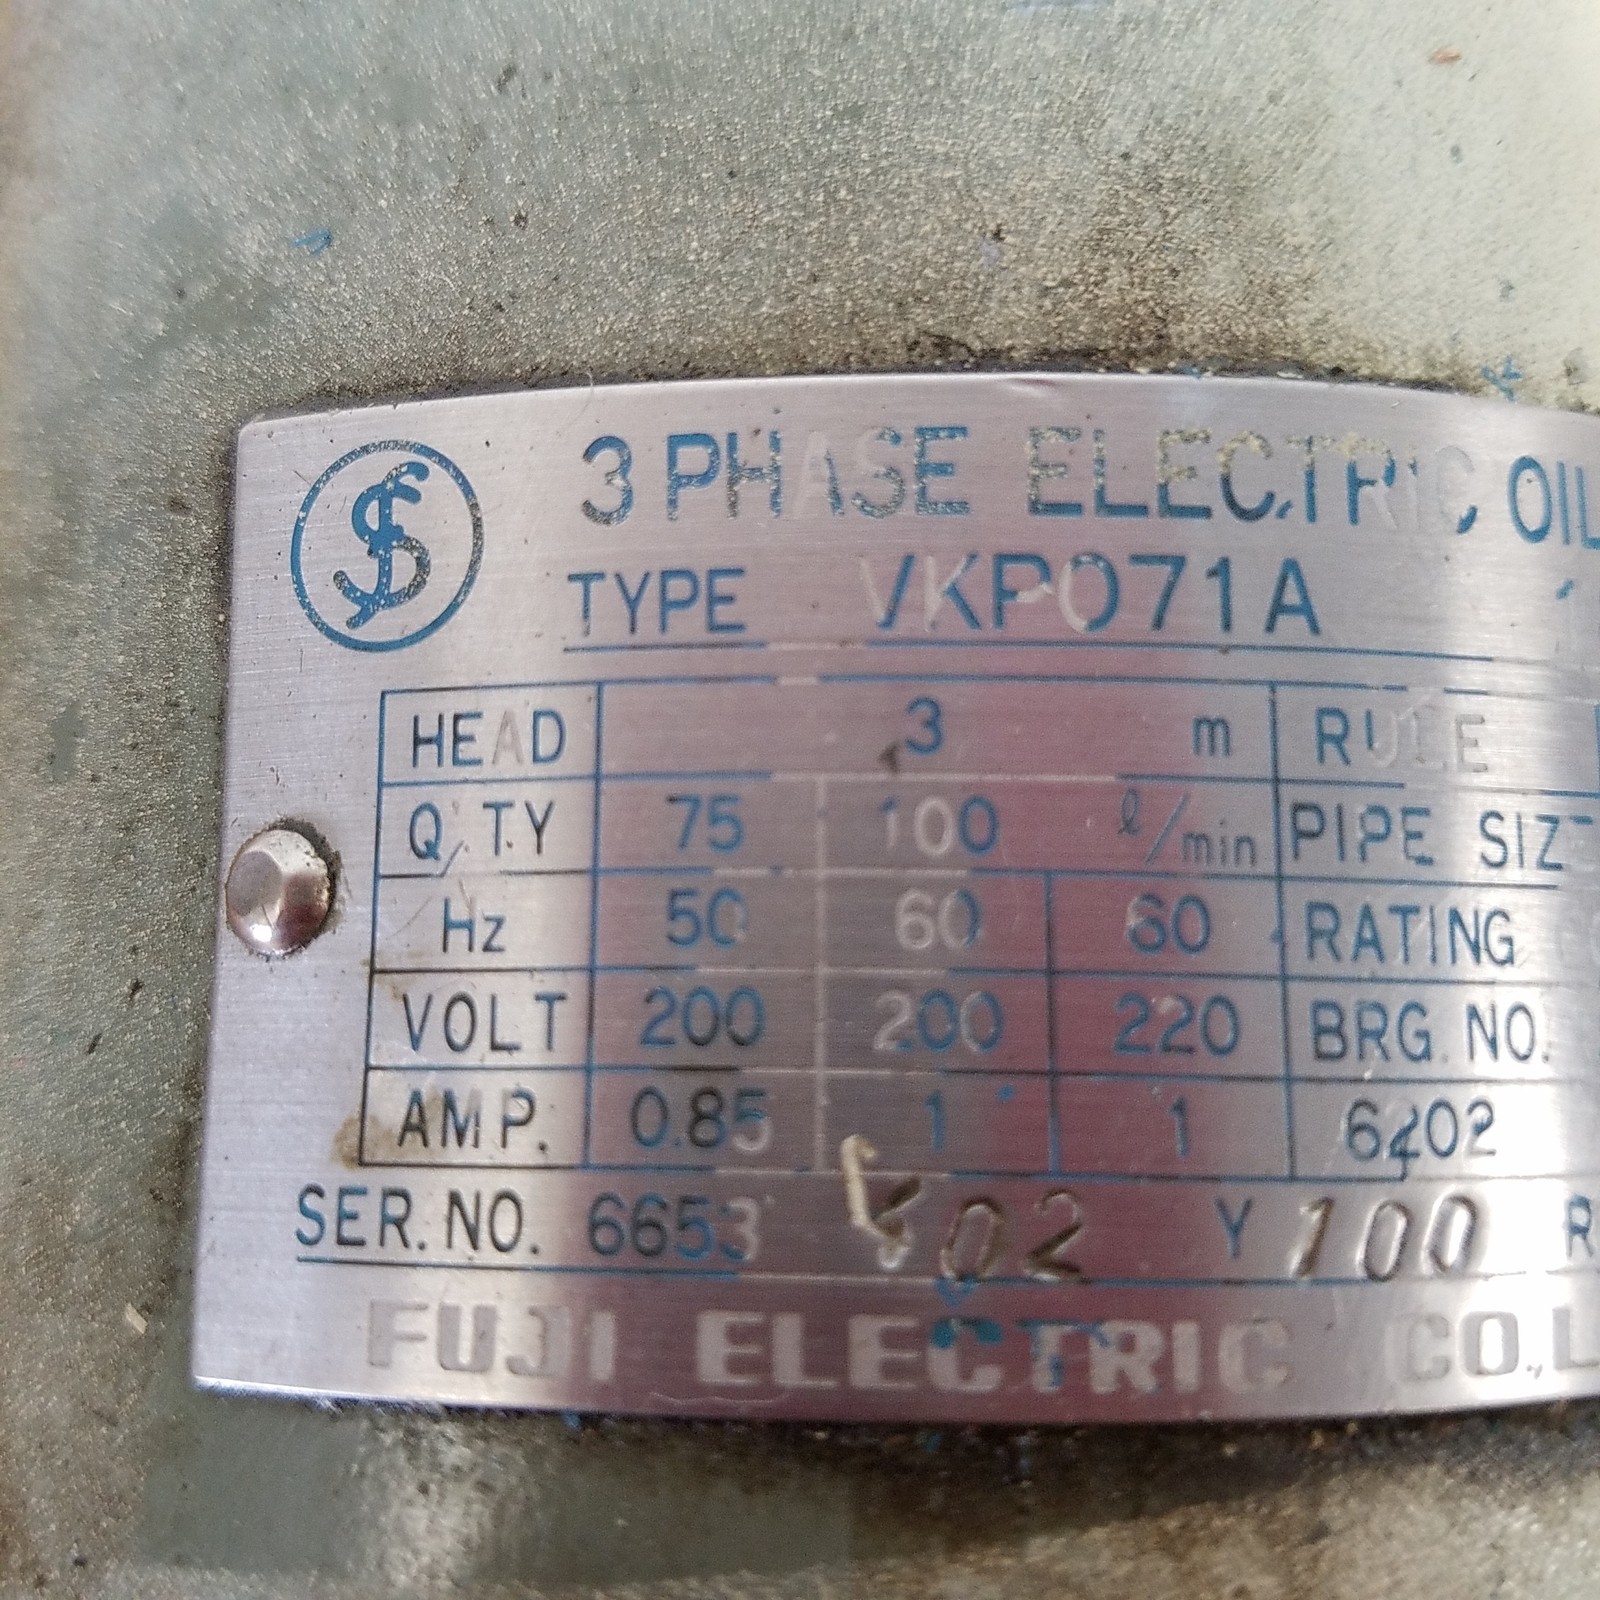 3 PHASE ELECTRIC OIL
TYPE VKP071A
HEAD 3 m RULE
Q'TY 75 100 ℓ/min PIPE SIZE
Hz 50 60 60 RATING
VOLT 200 200 220 BRG. NO.
AMP. 0.85 1 1 6202
SER. NO. 6653 Y 100 R
FUJI ELECTRIC CO.,L